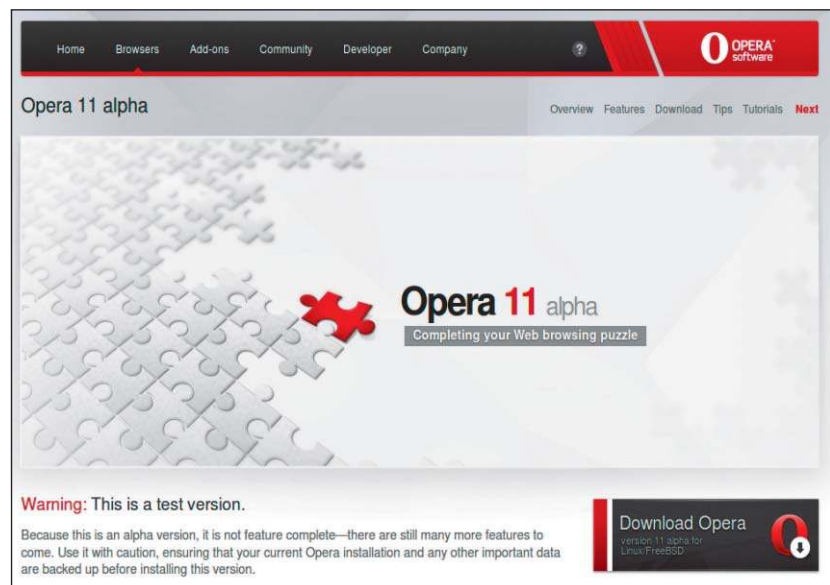 Home Browsers Add-ons Community Developer Company ? OPERA software
Opera 11 alpha
Overview Features Download Tips Tutorials Next
Opera 11 alpha
Completing your Web browsing puzzle
Warning: This is a test version.
Because this is an alpha version, it is not feature complete—there are still many more features to
come. Use it with caution, ensuring that your current Opera installation and any other important data
are backed up before installing this version.
Download Opera
version 11 alpha for
Linux/FreeBSD